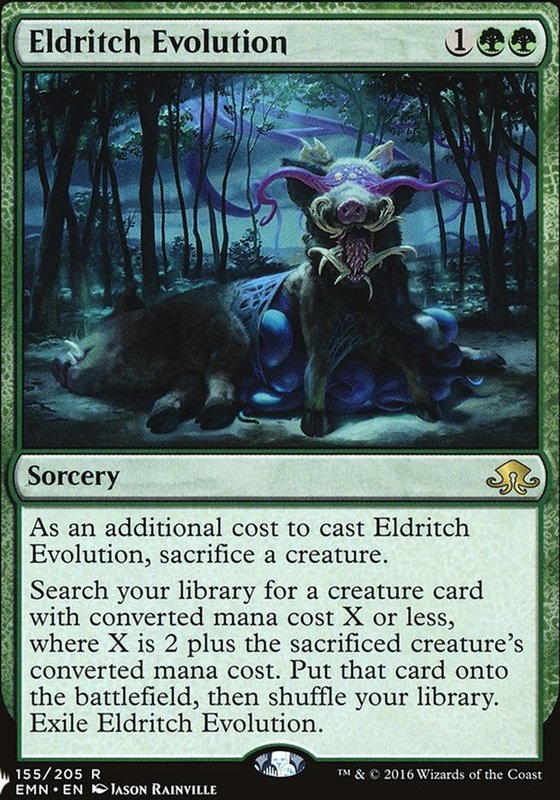 Eldritch Evolution 1
Sorcery
As an additional cost to cast Eldritch
Evolution, sacrifice a creature.
Search your library for a creature card
with converted mana cost X or less,
where X is 2 plus the sacrificed creature's
converted mana cost. Put that card onto
the battlefield, then shuffle your library.
Exile Eldritch Evolution.
155/205 R
EMN • EN Jason Rainville
™ & © 2016 Wizards of the Coast